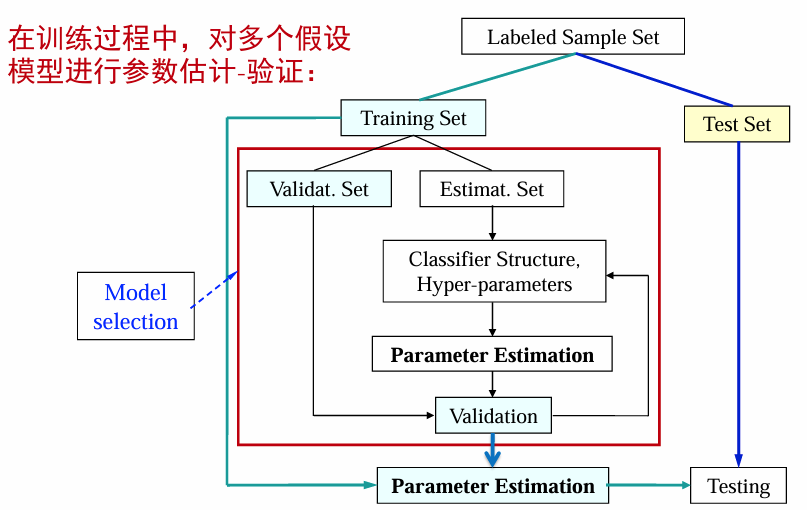 在训练过程中，对多个假设
模型进行参数估计-验证：
Labeled Sample Set
Training Set
Test Set
Validat. Set
Estimat. Set
Classifier Structure,
Hyper-parameters
Model
selection
Parameter Estimation
Validation
Parameter Estimation
Testing